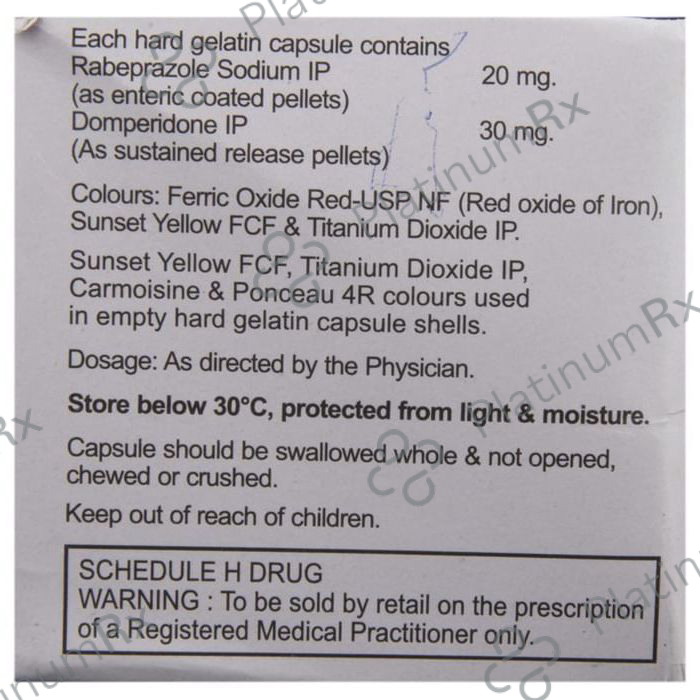 Each hard gelatin capsule contains
Rabeprazole Sodium IP 20 mg.
(as enteric coated pellets)
Domperidone IP 30 mg.
(As sustained release pellets)
Colours: Ferric Oxide Red-USP NF (Red oxide of Iron),
Sunset Yellow FCF & Titanium Dioxide IP.
Sunset Yellow FCF, Titanium Dioxide IP,
Carmoisine & Ponceau 4R colours used
in empty hard gelatin capsule shells.
Dosage: As directed by the Physician.
Store below 30°C, protected from light & moisture.
Capsule should be swallowed whole & not opened,
chewed or crushed.
Keep out of reach of children.
SCHEDULE H DRUG
WARNING : To be sold by retail on the prescription
of a Registered Medical Practitioner only.
PlatinumRx
PlatinumRx